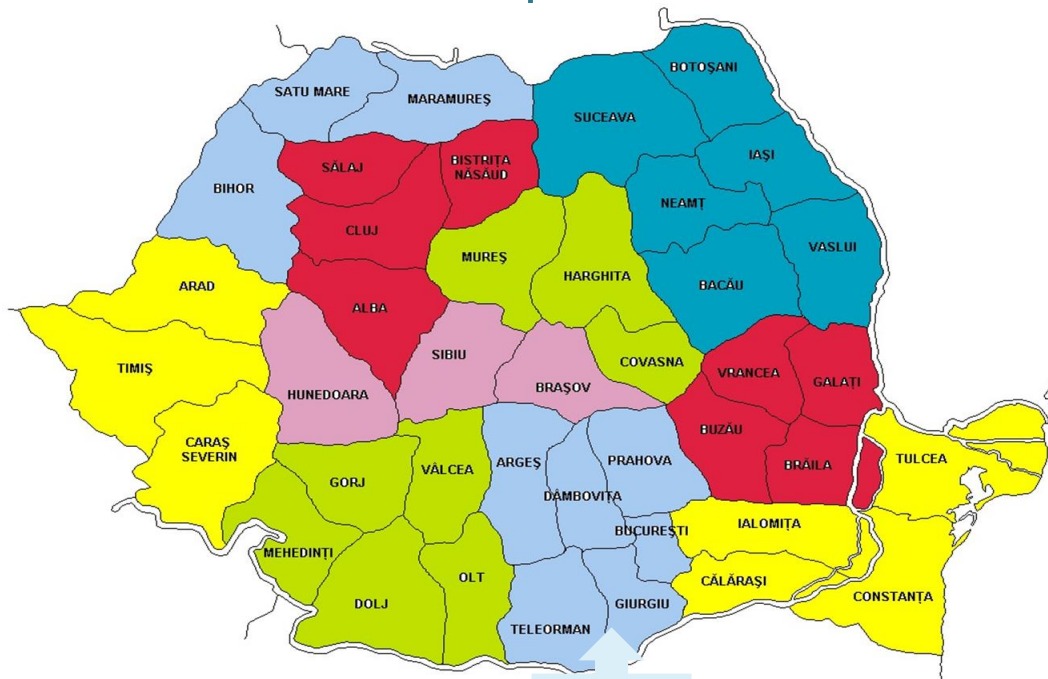 BOTOŞANI
SATU MARE
MARAMUREŞ
SUCEAVA
IAŞI
SĂLAJ
BISTRIŢA
NĂSĂUD
BIHOR
NEAMŢ
CLUJ
VASLUI
MUREŞ
HARGHITA
ARAD
BACĂU
ALBA
SIBIU
COVASNA
TIMIŞ
VRANCEA
GALAŢI
HUNEDOARA
BRAŞOV
BUZĂU
CARAŞ
SEVERIN
ARGEŞ
PRAHOVA
TULCEA
VÂLCEA
BRĂILA
GORJ
DÂMBOVIŢA
IALOMIŢA
BUCUREŞTI
MEHEDINŢI
OLT
CĂLĂRAŞI
CONSTANŢA
DOLJ
GIURGIU
TELEORMAN